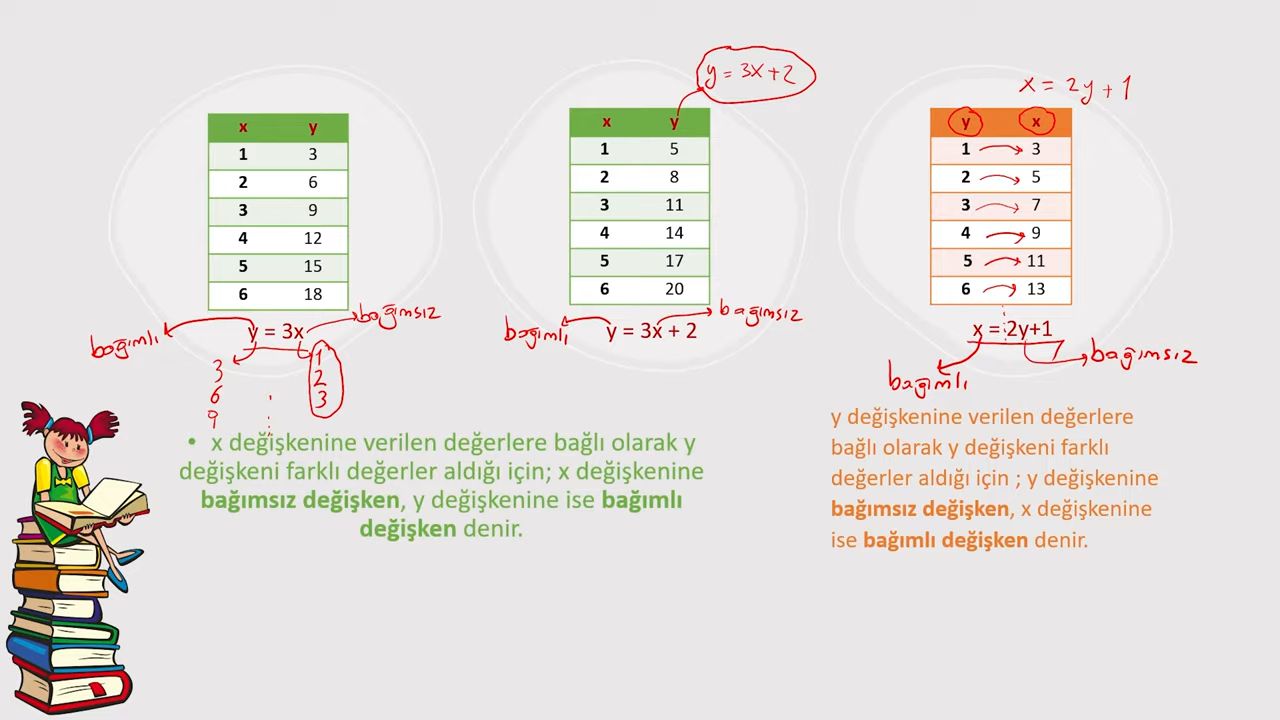 x y
1 3
2 6
3 9
4 12
5 15
6 18
y = 3x
bağımlı
bağımsız
3
6
9
1
2
3
y = 3x+2
x y
1 5
2 8
3 11
4 14
5 17
6 20
y = 3x + 2
bağımlı
bağımsız
x = 2y+1
y x
1 3
2 5
3 7
4 9
5 11
6 13
x = 2y+1
bağımlı
bağımsız
• x değişkenine verilen değerlere bağlı olarak y
değişkeni farklı değerler aldığı için; x değişkenine
bağımsız değişken, y değişkenine ise bağımlı
değişken denir.
y değişkenine verilen değerlere
bağlı olarak y değişkeni farklı
değerler aldığı için ; y değişkenine
bağımsız değişken, x değişkenine
ise bağımlı değişken denir.